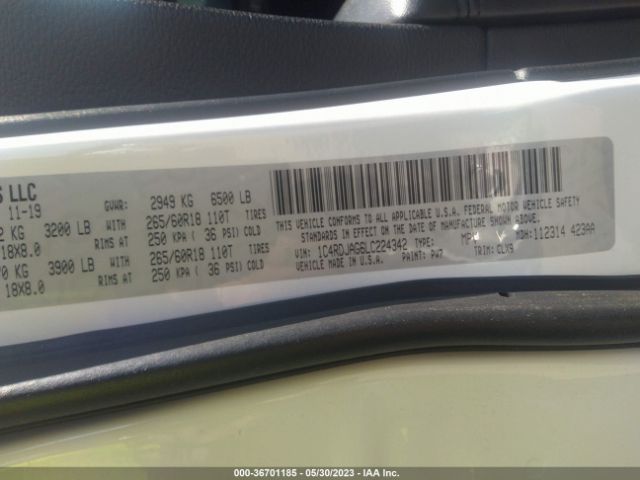 S LLC
11-19
GVWR: 2949 KG 6500 LB
KG 3200 LB WITH 265/60R18 110T TIRES
18X8.0 RIMS AT 250 KPA ( 36 PSI) COLD
KG 3900 LB WITH 265/60R18 110T TIRES
18X8.0 RIMS AT 250 KPA ( 36 PSI) COLD
THIS VEHICLE CONFORMS TO ALL APPLICABLE U.S.A. FEDERAL MOTOR VEHICLE SAFETY
STANDARDS IN EFFECT ON THE DATE OF MANUFACTURE SHOWN ABOVE.
VIN: 1C4RDJAG6LC224342 TYPE: MPV MDH: 112314 423AA
VEHICLE MADE IN U.S.A. PAINT: PW7 TRIM: CLX9
000-36701185 - 05/30/2023 - IAA Inc.